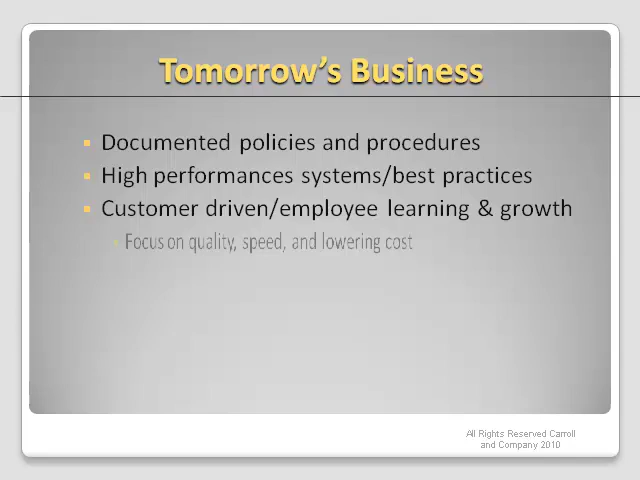 Tomorrow's Business
Documented policies and procedures
High performances systems/best practices
Customer driven/employee learning & growth
Focus on quality, speed, and lowering cost
All Rights Reserved Carroll
and Company 2010